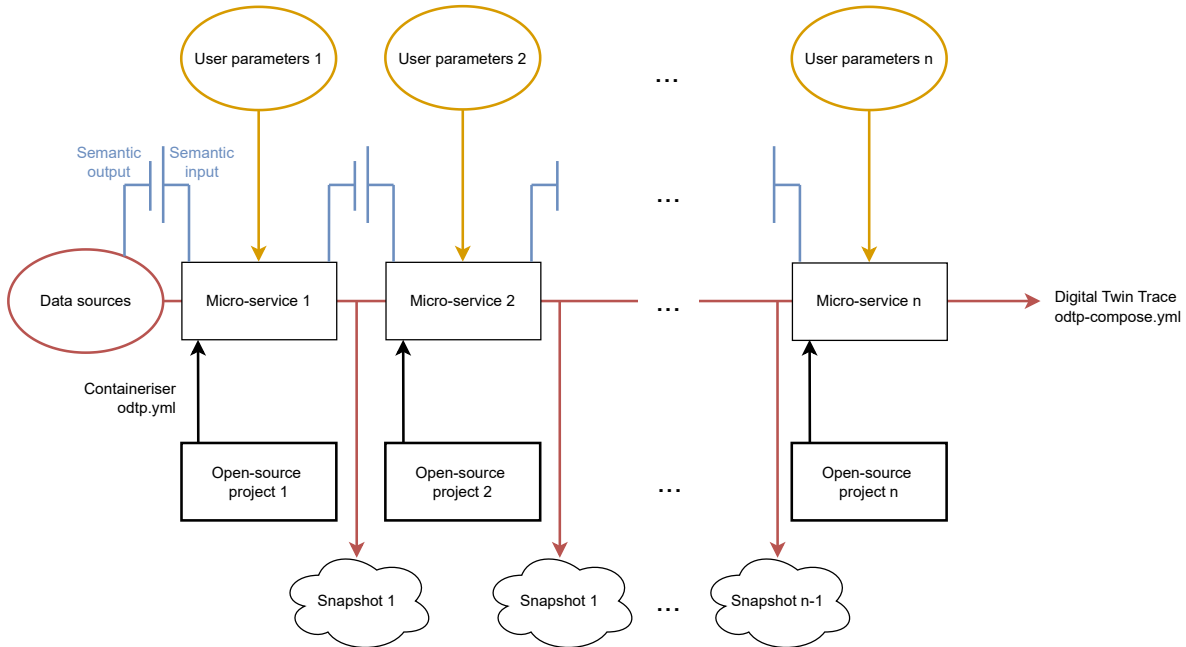 User parameters 1
User parameters 2
...
User parameters n
Semantic
output
Semantic
input
...
Data sources
Micro-service 1
Micro-service 2
...
Micro-service n
Digital Twin Trace
odtp-compose.yml
Containeriser
odtp.yml
Open-source
project 1
Open-source
project 2
...
Open-source
project n
Snapshot 1
Snapshot 1
...
Snapshot n-1